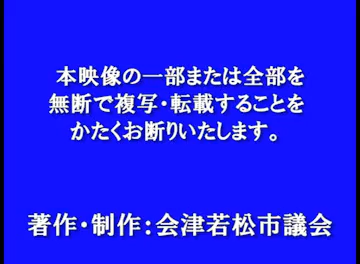 本映像の一部または全部を
無断で複写・転載することを
かたくお断りいたします。
著作・制作：会津若松市議会